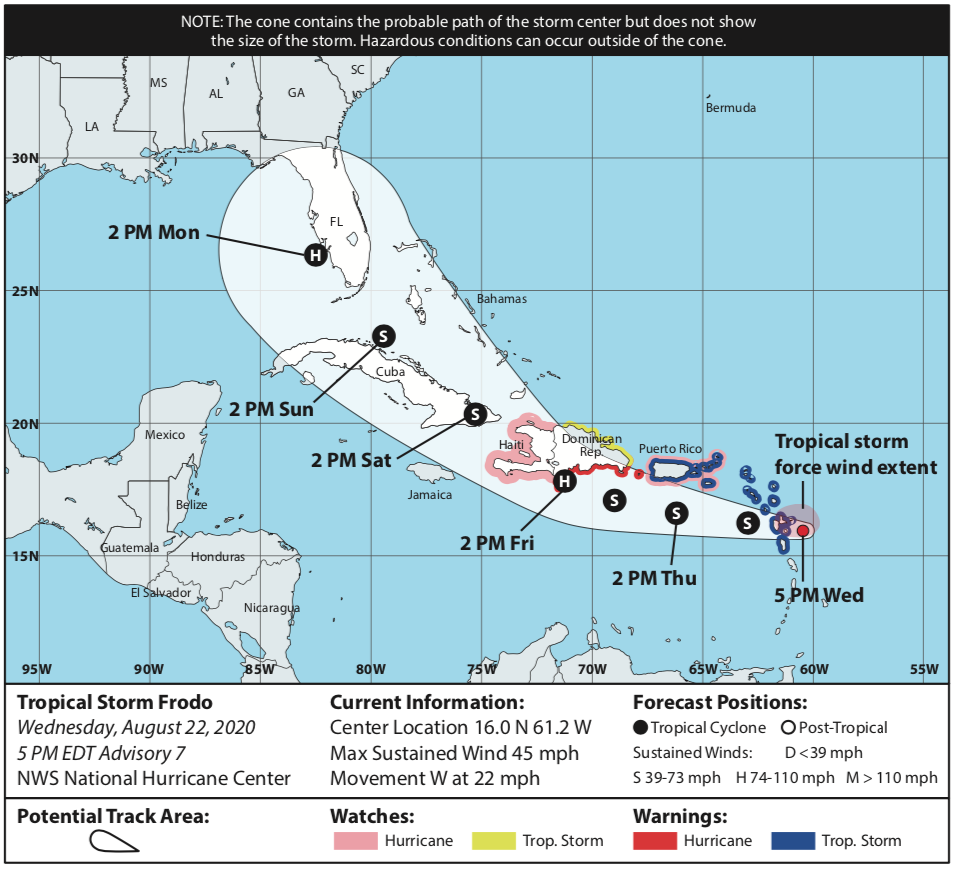 NOTE: The cone contains the probable path of the storm center but does not show
the size of the storm. Hazardous conditions can occur outside of the cone.
SC
MS
AL
GA
LA
Bermuda
30N
FL
2 PM Mon
H
25N
Bahamas
S
Cuba
2 PM Sun
S
20N
Mexico
Haiti
Dominican
Rep.
Puerto Rico
Tropical storm
force wind extent
2 PM Sat
Jamaica
H
S
S
S
Belize
2 PM Fri
Guatemala
Honduras
15N
2 PM Thu
El Salvador
5 PM Wed
Nicaragua
95W
90W
85W
80W
75W
70W
65W
60W
55W
Tropical Storm Frodo
Wednesday, August 22, 2020
5 PM EDT Advisory 7
NWS National Hurricane Center
Current Information:
Center Location 16.0 N 61.2 W
Max Sustained Wind 45 mph
Movement W at 22 mph
Forecast Positions:
Tropical Cyclone Post-Tropical
Sustained Winds: D <39 mph
S 39-73 mph H 74-110 mph M > 110 mph
Potential Track Area:
Watches:
Hurricane Trop. Storm
Warnings:
Hurricane Trop. Storm